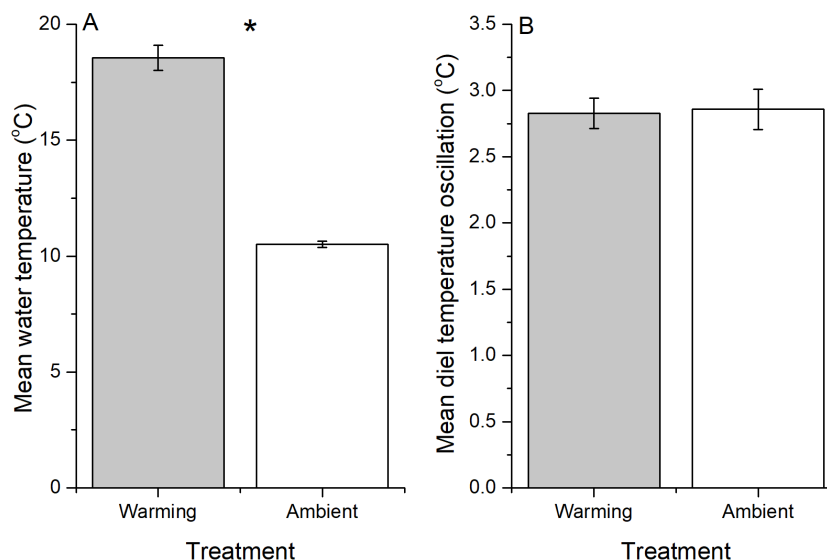 A
*
Mean water temperature (°C)
20
15
10
5
0
Warming
Ambient
Treatment
B
Mean diel temperature oscillation (°C)
3.5
3.0
2.5
2.0
1.5
1.0
0.5
0.0
Warming
Ambient
Treatment